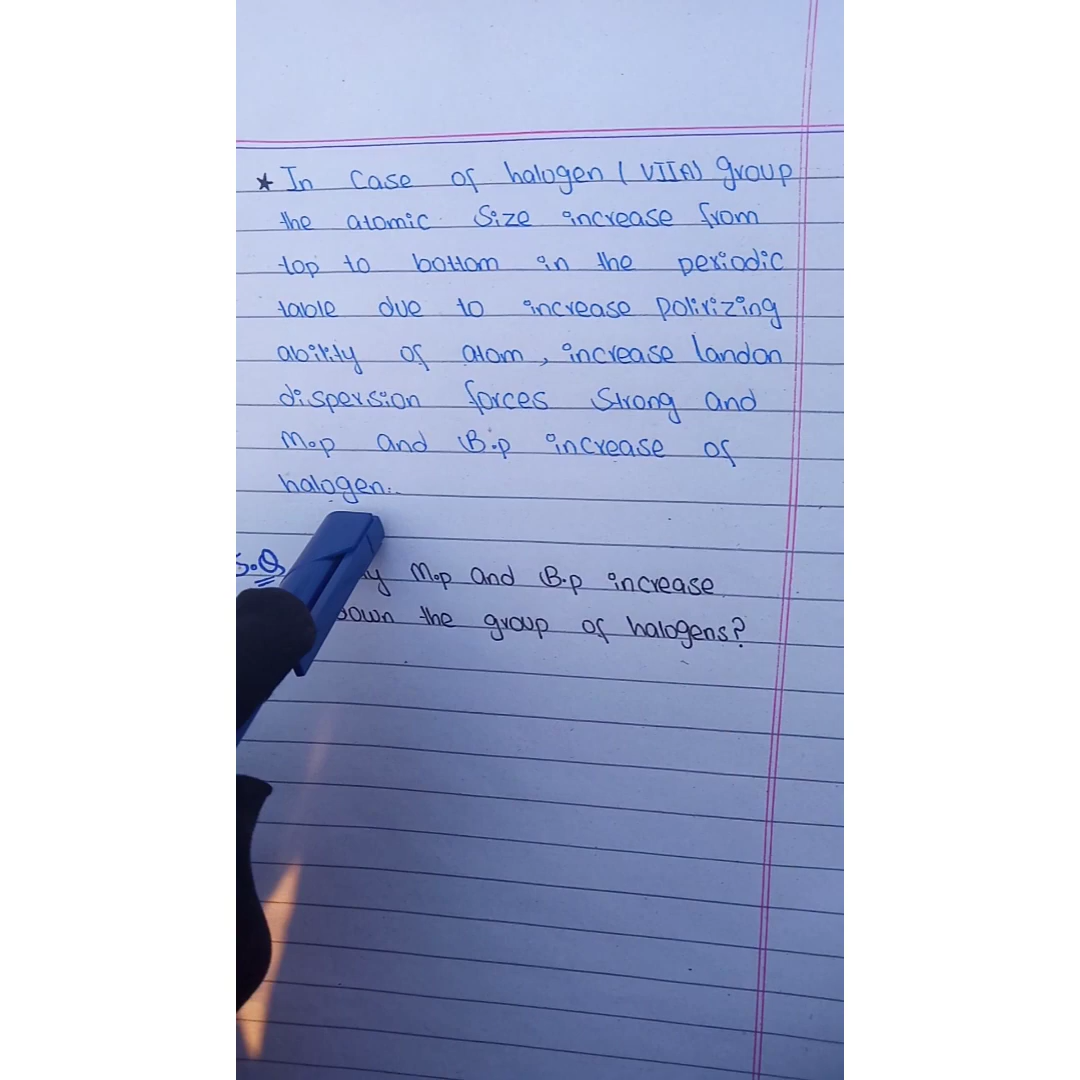 * In Case of halogen (VIIA) group
the atomic Size increase from
top to bottom in the periodic
table due to increase polirizing
ability of atom, increase landon
dispersion forces strong and
M.p and B.p increase of
halogen..
S.Q M.p and B.p increase
Down the group of halogens?